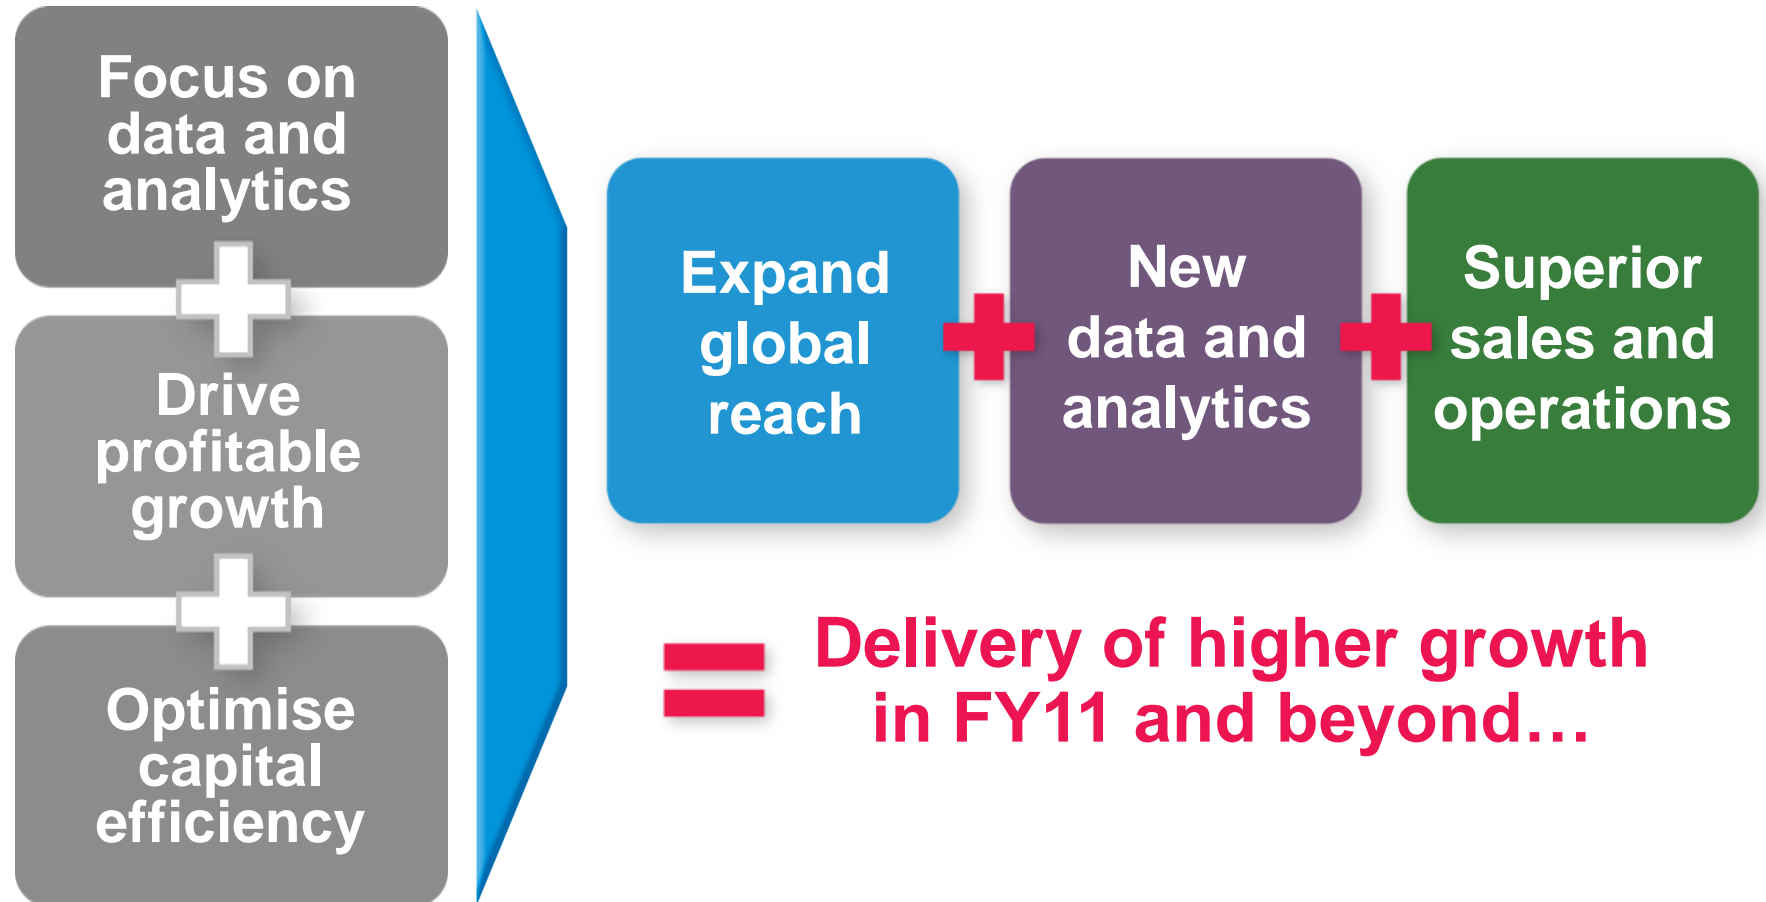 Focus on
data and
analytics
Drive
profitable
growth
Optimise
capital
efficiency
Expand
global
reach
New
data and
analytics
Superior
sales and
operations
Delivery of higher growth
in FY11 and beyond…